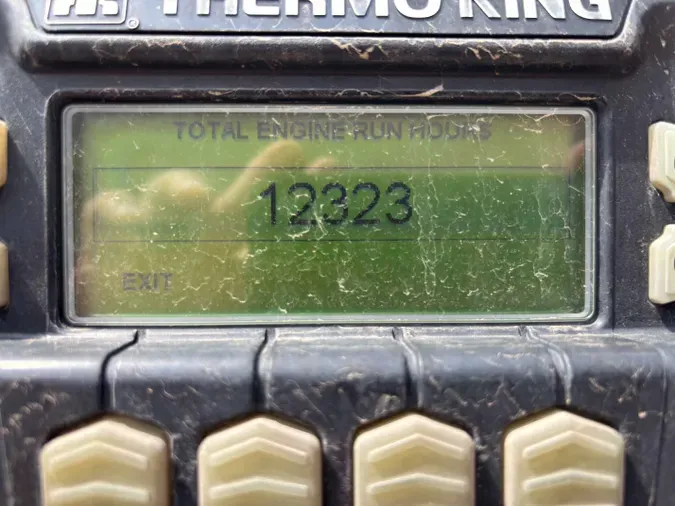 THERMO KING
TOTAL ENGINE RUN HOURS
12323
EXIT